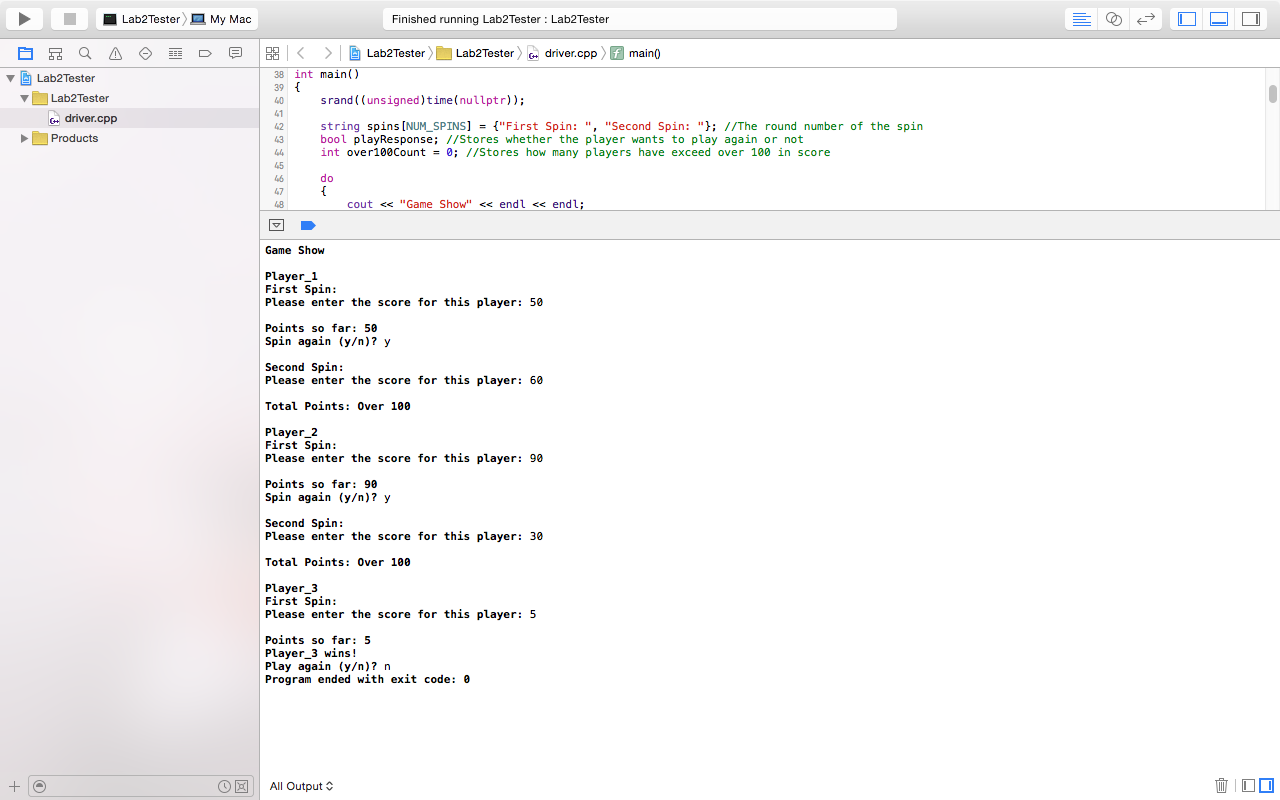 Lab2Tester My Mac
Finished running Lab2Tester : Lab2Tester
Lab2Tester
Lab2Tester
driver.cpp
Products
Lab2Tester Lab2Tester driver.cpp main()
38 int main()
39 {
40 srand((unsigned)time(nullptr));
41
42 string spins[NUM_SPINS] = {"First Spin: ", "Second Spin: "}; //The round number of the spin
43 bool playResponse; //Stores whether the player wants to play again or not
44 int over100Count = 0; //Stores how many players have exceed over 100 in score
45
46 do
47 {
48 cout << "Game Show" << endl << endl;
Game Show
Player_1
First Spin:
Please enter the score for this player: 50
Points so far: 50
Spin again (y/n)? y
Second Spin:
Please enter the score for this player: 60
Total Points: Over 100
Player_2
First Spin:
Please enter the score for this player: 90
Points so far: 90
Spin again (y/n)? y
Second Spin:
Please enter the score for this player: 30
Total Points: Over 100
Player_3
First Spin:
Please enter the score for this player: 5
Points so far: 5
Player_3 wins!
Play again (y/n)? n
Program ended with exit code: 0
All Output